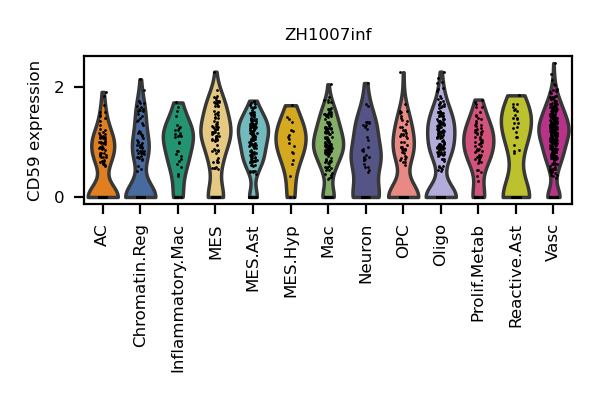 ZH1007inf
CD59 expression
2
0
AC
Chromatin.Reg
Inflammatory.Mac
MES
MES.Ast
MES.Hyp
Mac
Neuron
OPC
Oligo
Prolif.Metab
Reactive.Ast
Vasc